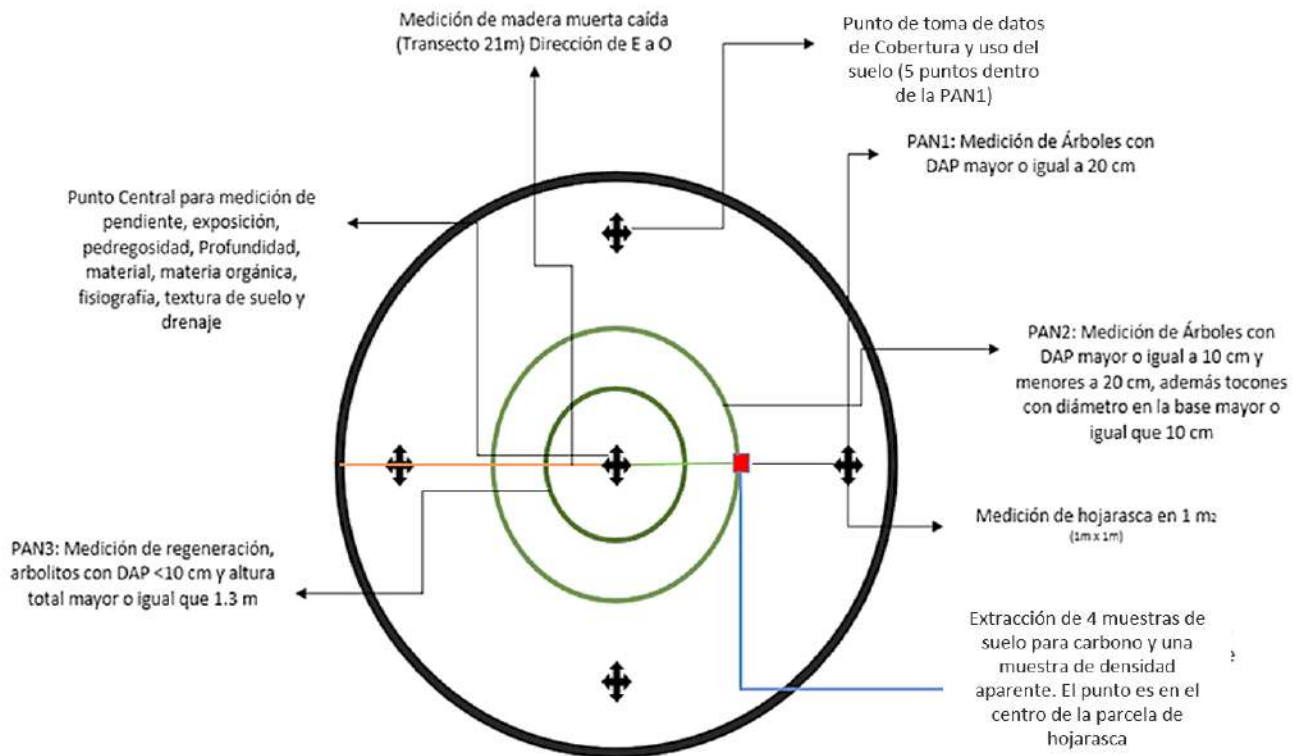 Medición de madera muerta caída
(Transecto 21m) Dirección de E a O
Punto de toma de datos
de Cobertura y uso del
suelo (5 puntos dentro
de la PAN1)
PAN1: Medición de Árboles con
DAP mayor o igual a 20 cm
Punto Central para medición de
pendiente, exposición,
pedregosidad, Profundidad,
material, materia orgánica,
fisiografía, textura de suelo y
drenaje
PAN2: Medición de Árboles con
DAP mayor o igual a 10 cm y
menores a 20 cm, además tocones
con diámetro en la base mayor o
igual que 10 cm
Medición de hojarasca en 1 m2
(1m x 1m)
PAN3: Medición de regeneración,
arbolitos con DAP <10 cm y altura
total mayor o igual que 1.3 m
Extracción de 4 muestras de
suelo para carbono y una
muestra de densidad
aparente. El punto es en el
centro de la parcela de
hojarasca